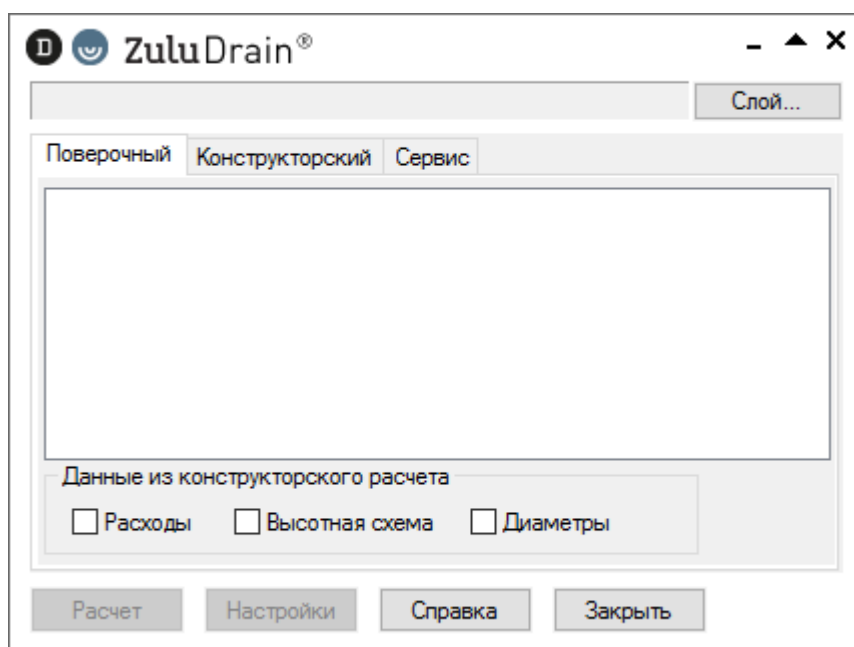 D ZuluDrain®
Слой...
Поверочный Конструкторский Сервис
Данные из конструкторского расчета
Расходы Высотная схема Диаметры
Расчет Настройки Справка Закрыть